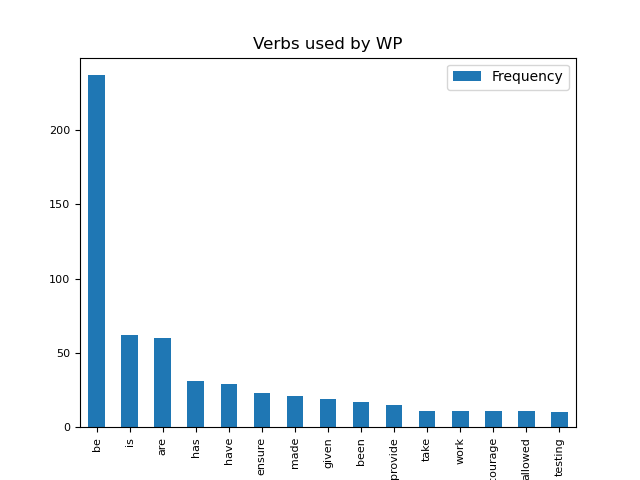 Verbs used by WP
Frequency
200
150
100
50
0
be
is
are
has
have
ensure
made
given
been
provide
take
work
courage
allowed
testing